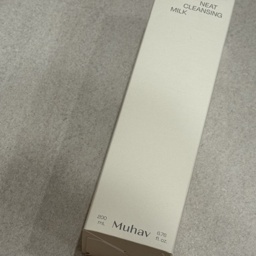 NEAT
CLEANSING
MILK
200 mL
Muhav
6.76 fl.oz.